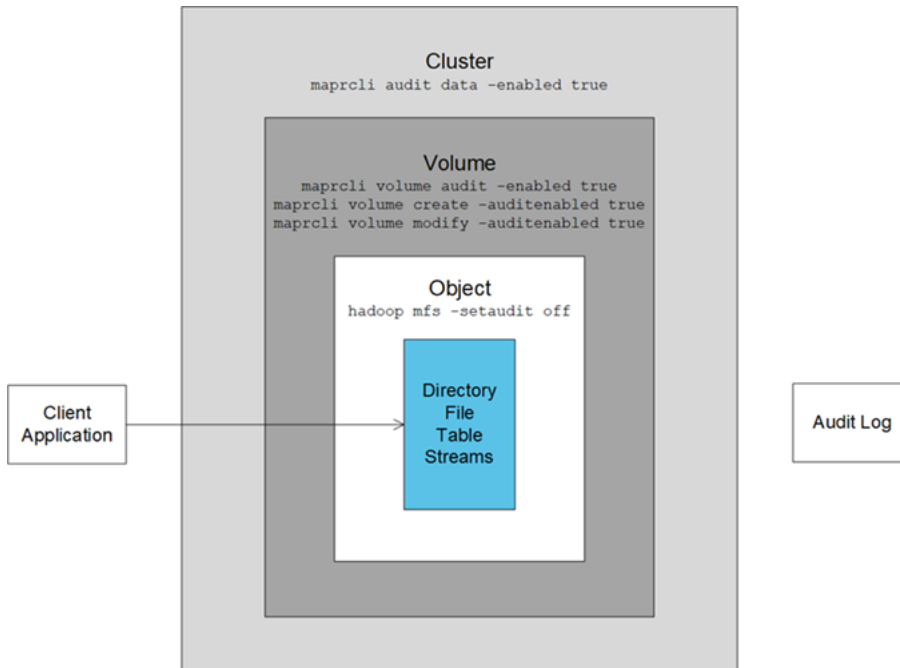 Cluster
maprcli audit data -enabled true
Volume
maprcli volume audit -enabled true
maprcli volume create -auditenabled true
maprcli volume modify -auditenabled true
Object
hadoop mfs -setaudit off
Directory
File
Table
Streams
Client
Application
Audit Log